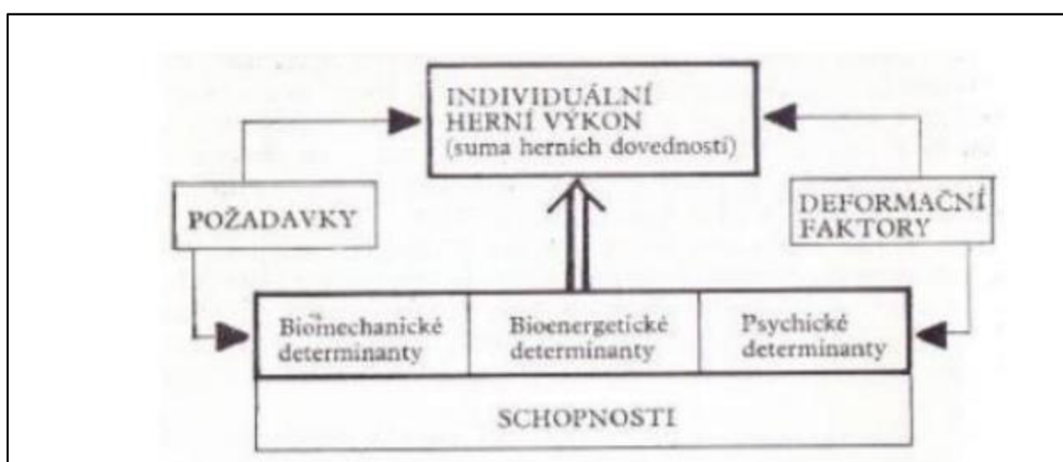 INDIVIDUÁLNÍ
HERNÍ VÝKON
(suma herních dovedností)
POŽADAVKY
DEFORMAČNÍ
FAKTORY
Biomechanické
determinanty
Bioenergetické
determinanty
Psychické
determinanty
SCHOPNOSTI